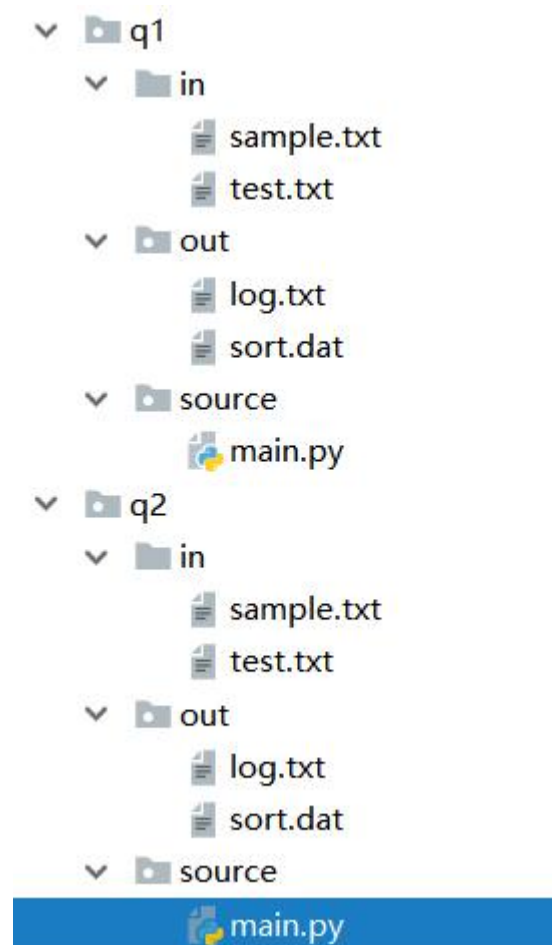 q1
in
sample.txt
test.txt
out
log.txt
sort.dat
source
main.py
q2
in
sample.txt
test.txt
out
log.txt
sort.dat
source
main.py